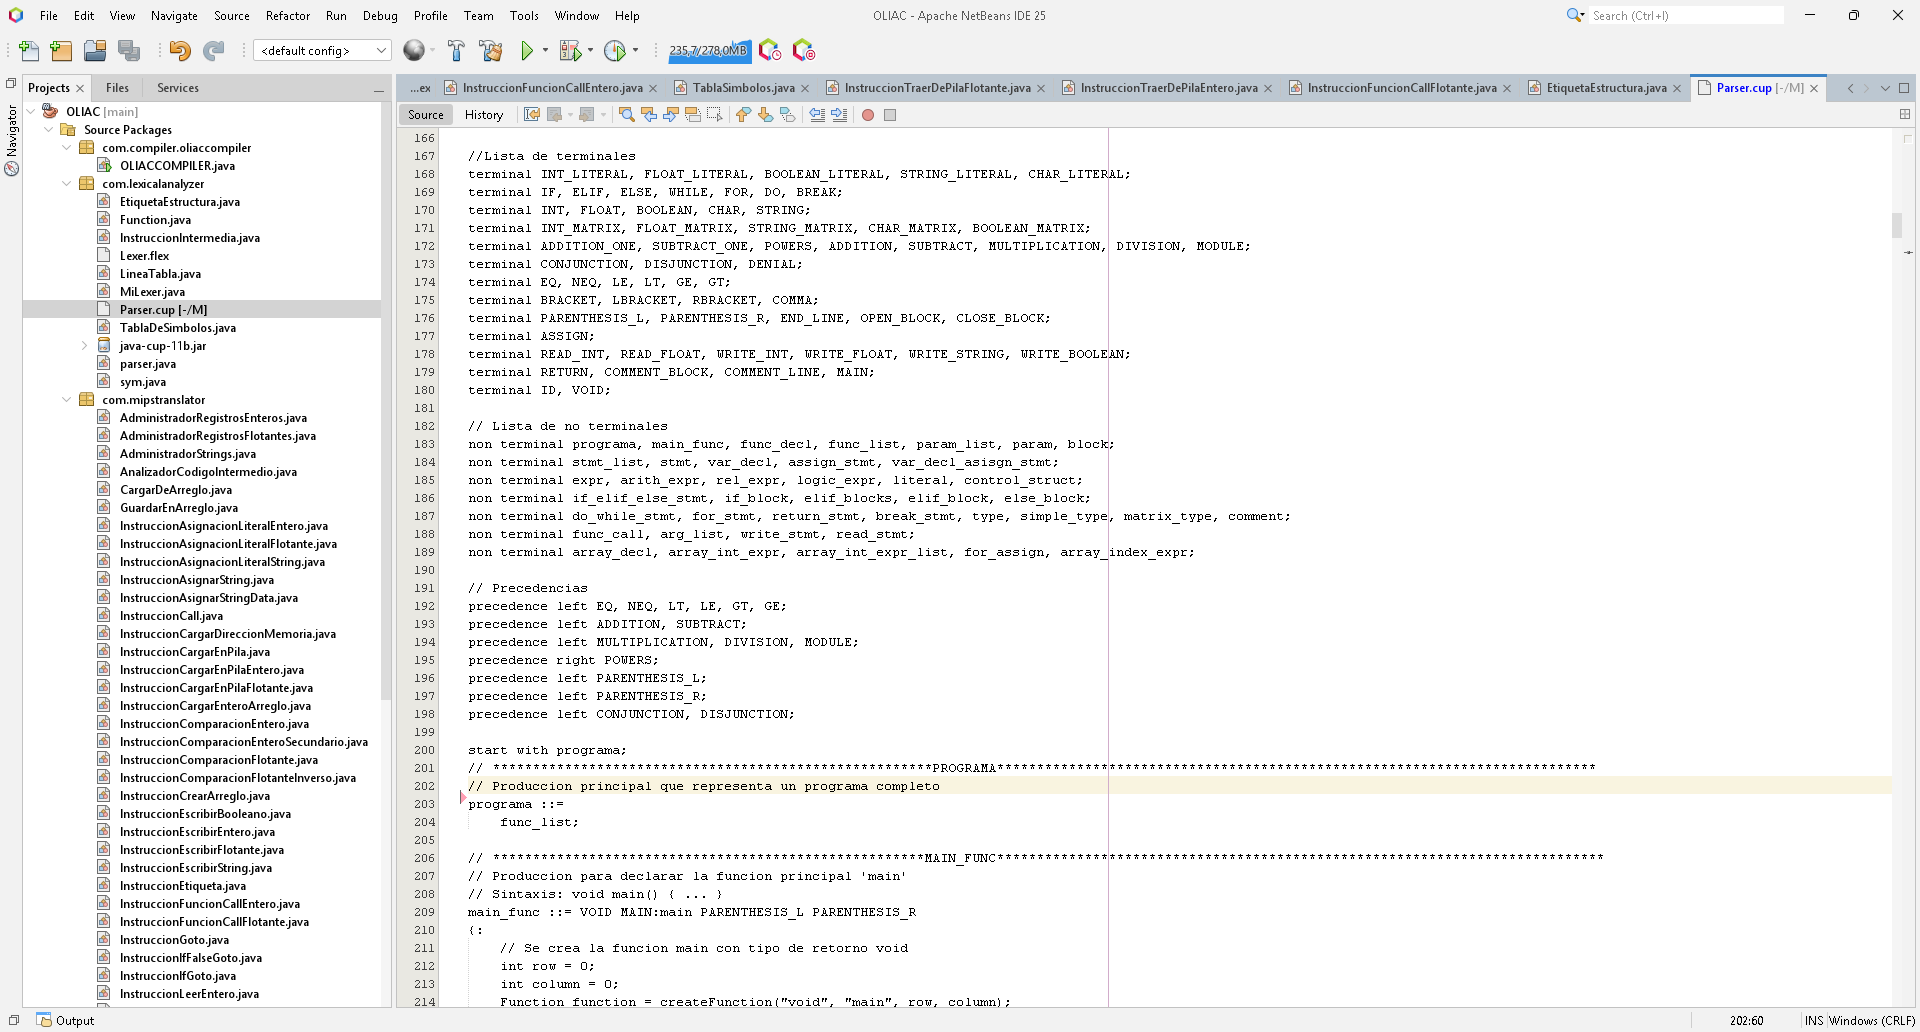 File Edit View Navigate Source Refactor Run Debug Profile Team Tools Window Help
OLIAC - Apache NetBeans IDE 25
Search (Ctrl+I)
<default config>
235,7/278,0MB
Projects Files Services
...ex InstruccionFuncionCallEntero.java TablaSimbolos.java InstruccionTraerDePilaFlotante.java InstruccionTraerDePilaEntero.java InstruccionFuncionCallFlotante.java EtiquetaEstructura.java Parser.cup [-/M]
Source History
Navigator
OLIAC [main]
Source Packages
com.compiler.oliaccompiler
OLIACCOMPILER.java
com.lexicalanalyzer
EtiquetaEstructura.java
Function.java
InstruccionIntermedia.java
Lexer.flex
LineaTabla.java
MiLexer.java
Parser.cup [-/M]
TablaDeSimbolos.java
java-cup-11b.jar
parser.java
sym.java
com.mipstranslator
AdministradorRegistrosEnteros.java
AdministradorRegistrosFlotantes.java
AdministradorStrings.java
AnalizadorCodigoIntermedio.java
CargarDeArreglo.java
GuardarEnArreglo.java
InstruccionAsignacionLiteralEntero.java
InstruccionAsignacionLiteralFlotante.java
InstruccionAsignacionLiteralString.java
InstruccionAsignarString.java
InstruccionAsignarStringData.java
InstruccionCall.java
InstruccionCargarDireccionMemoria.java
InstruccionCargarEnPila.java
InstruccionCargarEnPilaEntero.java
InstruccionCargarEnPilaFlotante.java
InstruccionCargarEnteroArreglo.java
InstruccionComparacionEntero.java
InstruccionComparacionEnteroSecundario.java
InstruccionComparacionFlotante.java
InstruccionComparacionFlotanteInverso.java
InstruccionCrearArreglo.java
InstruccionEscribirBooleano.java
InstruccionEscribirEntero.java
InstruccionEscribirFlotante.java
InstruccionEscribirString.java
InstruccionEtiqueta.java
InstruccionFuncionCallEntero.java
InstruccionFuncionCallFlotante.java
InstruccionGoto.java
InstruccionIfFalseGoto.java
InstruccionIfGoto.java
InstruccionLeerEntero.java
166
167 //Lista de terminales
168 terminal INT_LITERAL, FLOAT_LITERAL, BOOLEAN_LITERAL, STRING_LITERAL, CHAR_LITERAL;
169 terminal IF, ELIF, ELSE, WHILE, FOR, DO, BREAK;
170 terminal INT, FLOAT, BOOLEAN, CHAR, STRING;
171 terminal INT_MATRIX, FLOAT_MATRIX, STRING_MATRIX, CHAR_MATRIX, BOOLEAN_MATRIX;
172 terminal ADDITION_ONE, SUBTRACT_ONE, POWERS, ADDITION, SUBTRACT, MULTIPLICATION, DIVISION, MODULE;
173 terminal CONJUNCTION, DISJUNCTION, DENIAL;
174 terminal EQ, NEQ, LE, LT, GE, GT;
175 terminal BRACKET, LBRACKET, RBRACKET, COMMA;
176 terminal PARENTHESIS_L, PARENTHESIS_R, END_LINE, OPEN_BLOCK, CLOSE_BLOCK;
177 terminal ASSIGN;
178 terminal READ_INT, READ_FLOAT, WRITE_INT, WRITE_FLOAT, WRITE_STRING, WRITE_BOOLEAN;
179 terminal RETURN, COMMENT_BLOCK, COMMENT_LINE, MAIN;
180 terminal ID, VOID;
181
182 // Lista de no terminales
183 non terminal programa, main_func, func_decl, func_list, param_list, param, block;
184 non terminal stmt_list, stmt, var_decl, assign_stmt, var_decl_asisgn_stmt;
185 non terminal expr, arith_expr, rel_expr, logic_expr, literal, control_struct;
186 non terminal if_elif_else_stmt, if_block, elif_blocks, elif_block, else_block;
187 non terminal do_while_stmt, for_stmt, return_stmt, break_stmt, type, simple_type, matrix_type, comment;
188 non terminal func_call, arg_list, write_stmt, read_stmt;
189 non terminal array_decl, array_int_expr, array_int_expr_list, for_assign, array_index_expr;
190
191 // Precedencias
192 precedence left EQ, NEQ, LT, LE, GT, GE;
193 precedence left ADDITION, SUBTRACT;
194 precedence left MULTIPLICATION, DIVISION, MODULE;
195 precedence right POWERS;
196 precedence left PARENTHESIS_L;
197 precedence left PARENTHESIS_R;
198 precedence left CONJUNCTION, DISJUNCTION;
199
200 start with programa;
201 // *******************************************************PROGRAMA***************************************************************************
202 // Produccion principal que representa un programa completo
203 programa ::=
204 func_list;
205
206 // ******************************************************MAIN_FUNC****************************************************************************
207 // Produccion para declarar la funcion principal 'main'
208 // Sintaxis: void main() { ... }
209 main_func ::= VOID MAIN:main PARENTHESIS_L PARENTHESIS_R
210 {:
211 // Se crea la funcion main con tipo de retorno void
212 int row = 0;
213 int column = 0;
214 Function function = createFunction("void", "main", row, column);
Output
202:60 INS Windows (CRLF)